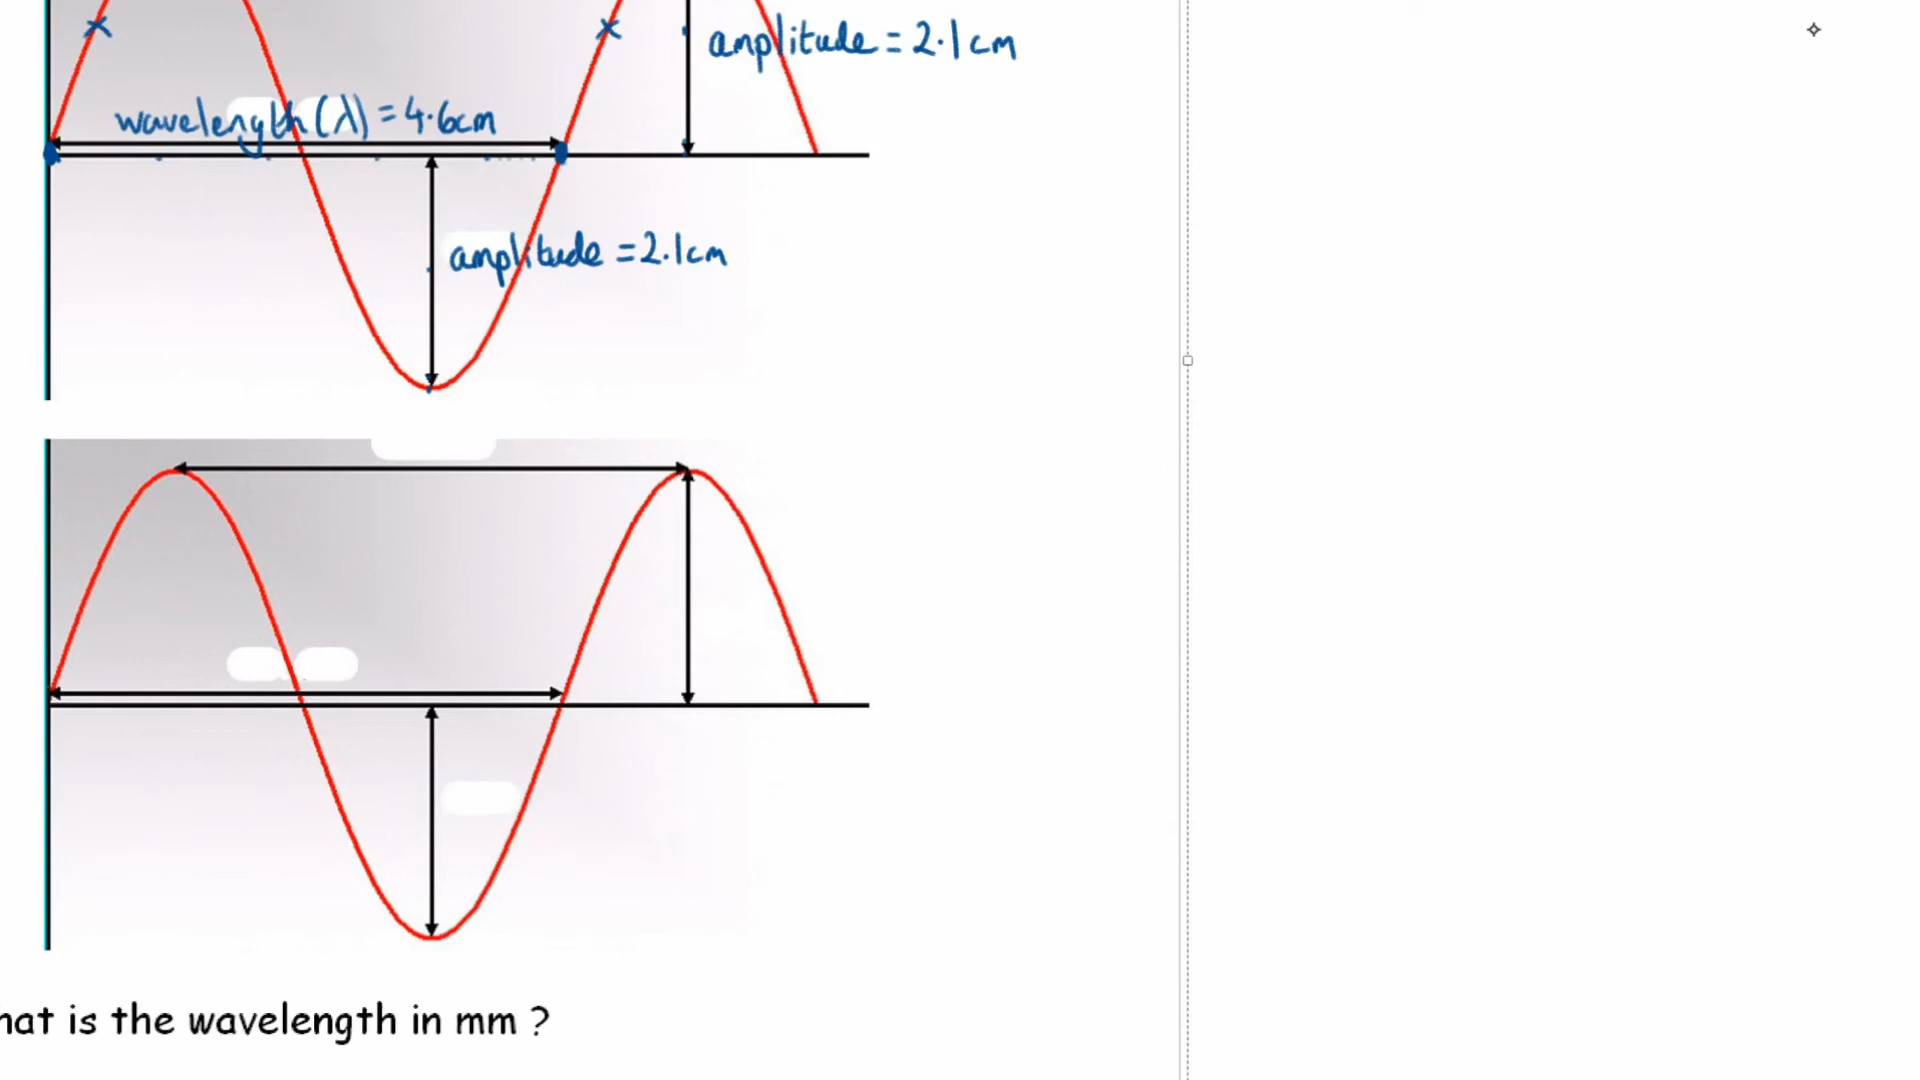 amplitude = 2.1cm
wavelength (λ) = 4.6cm
amplitude = 2.1cm
hat is the wavelength in mm ?